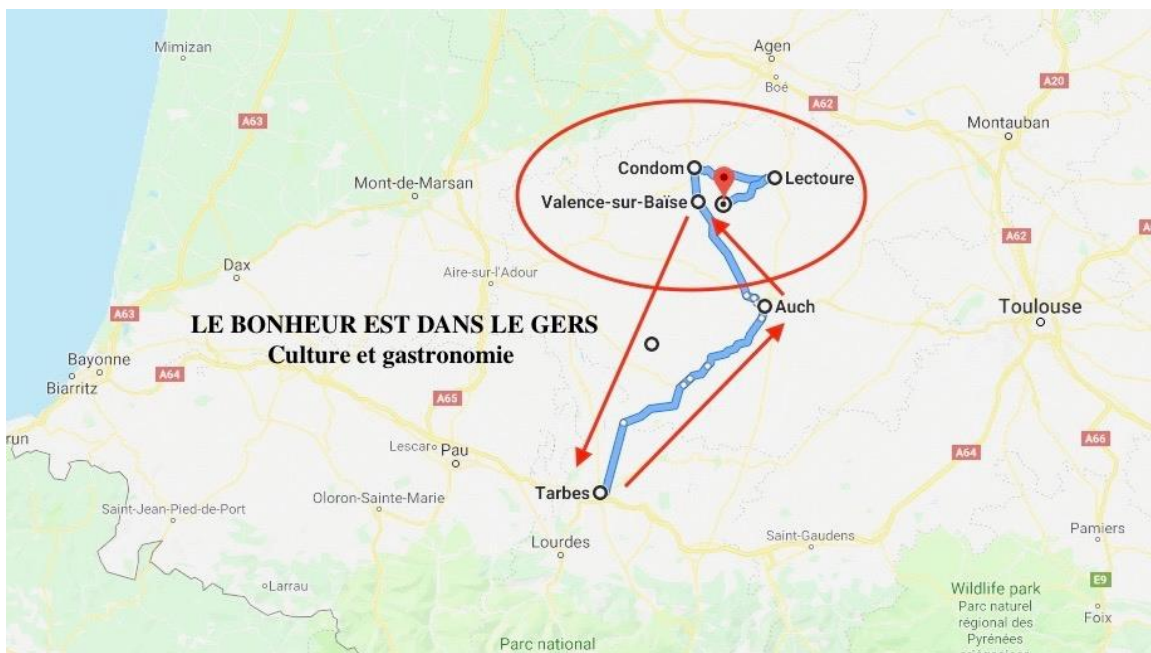 Mimizan
Agen
Boé
A20
A63
A62
Montauban
Condom
Lectoure
Mont-de-Marsan
Valence-sur-Baïse
A62
Dax
Aire-sur-l'Adour
A63
Auch
Toulouse
LE BONHEUR EST DANS LE GERS
Culture et gastronomie
Bayonne
Biarritz
A64
A65
A66
Lescar
Pau
A64
Tarbes
Oloron-Sainte-Marie
Saint-Jean-Pied-de-Port
Lourdes
Saint-Gaudens
Pamiers
Larrau
E9
Wildlife park
Parc naturel
régional des
Pyrénées
Foix
Parc national